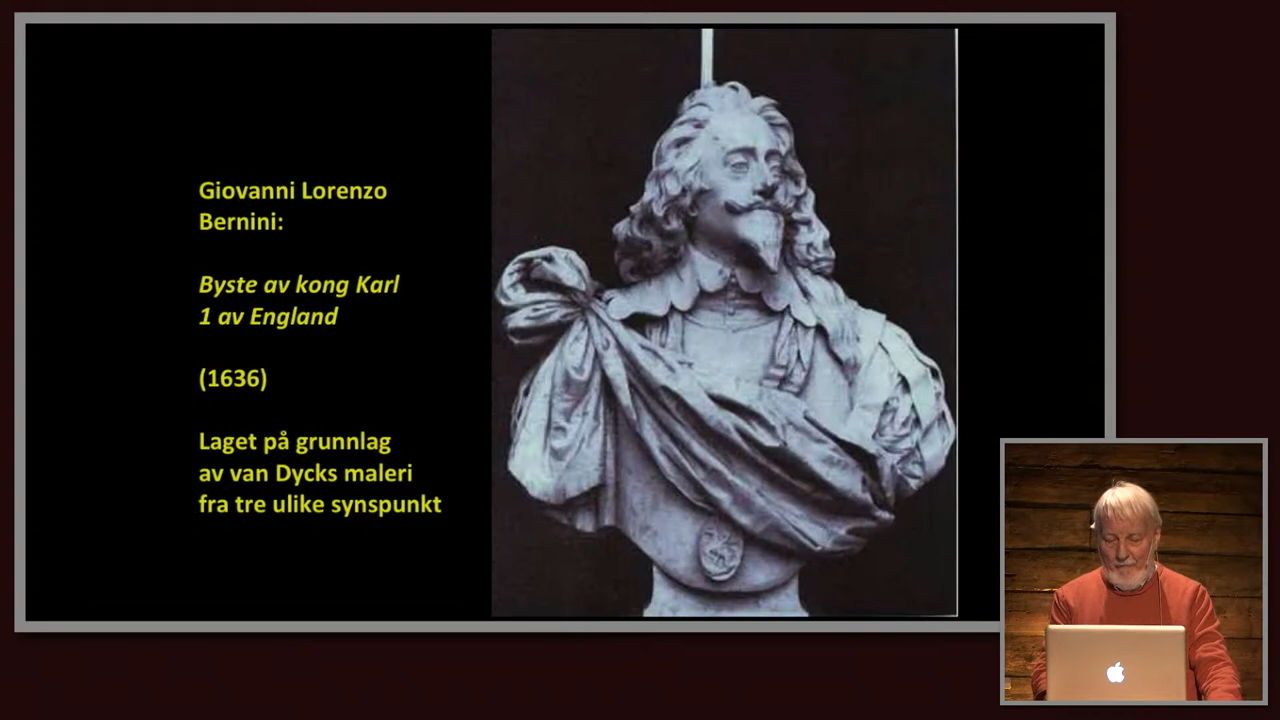 Giovanni Lorenzo
Bernini:
Byste av kong Karl
1 av England
(1636)
Laget på grunnlag
av van Dycks maleri
fra tre ulike synspunkt